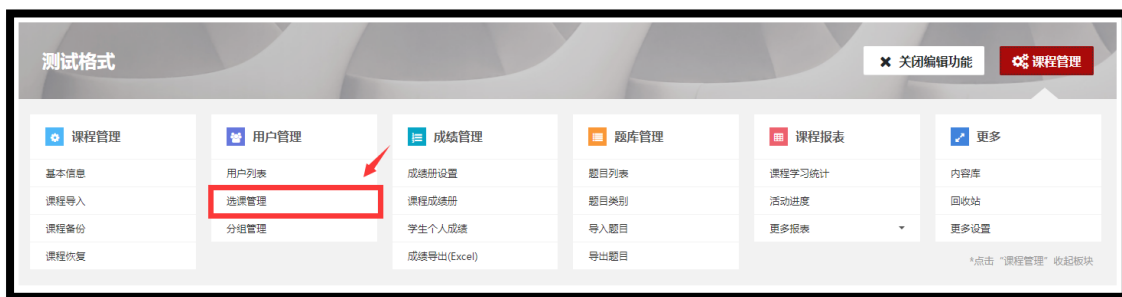 测试格式
关闭编辑功能
课程管理
课程管理
用户管理
成绩管理
题库管理
课程报表
更多
基本信息
用户列表
成绩册设置
题目列表
课程学习统计
内容库
课程导入
选课管理
课程成绩册
题目类别
活动进度
回收站
课程备份
分组管理
学生个人成绩
导入题目
更多报表
更多设置
课程恢复
成绩导出(Excel)
导出题目
*点击“课程管理”收起板块